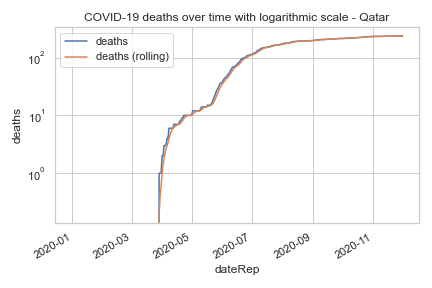 COVID-19 deaths over time with logarithmic scale - Qatar
deaths
deaths (rolling)
10²
10¹
10⁰
deaths
2020-01
2020-03
2020-05
2020-07
2020-09
2020-11
dateRep